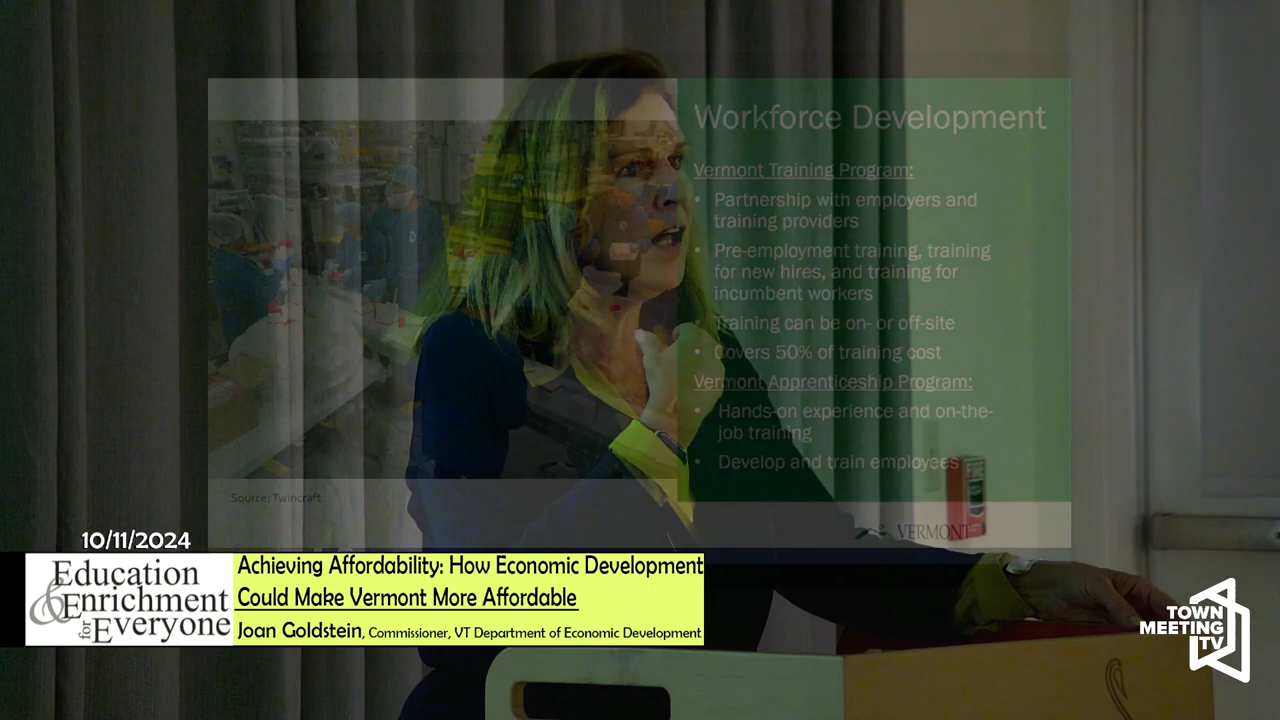 Workforce Development
Vermont Training Program:
• Partnership with employers and
training providers
• Pre-employment training, training
for new hires, and training for
incumbent workers
Training can be on- or off-site
• Covers 50% of training cost
Vermont Apprenticeship Program:
• Hands-on experience and on-the-
job training
• Develop and train employees
Source: Twincraft
VERMONT
10/11/2024
Education
& Enrichment
for Everyone
Achieving Affordability: How Economic Development
Could Make Vermont More Affordable
Joan Goldstein, Commissioner, VT Department of Economic Development
TOWN
MEETING
TV